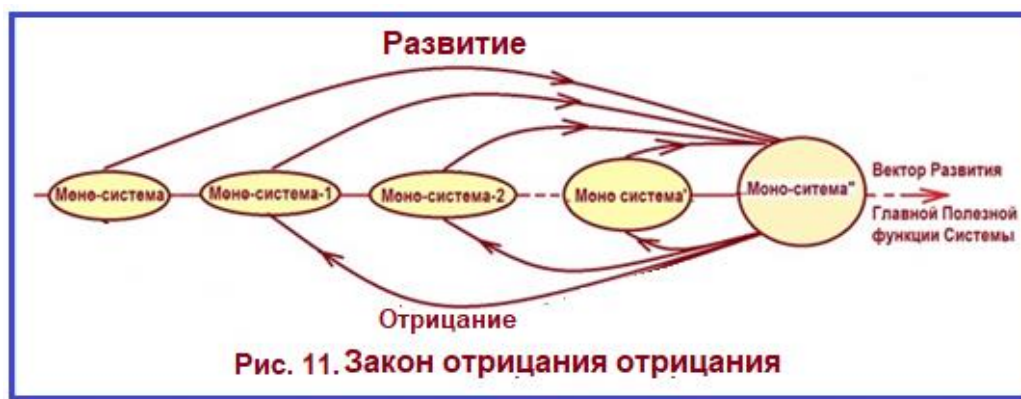 Развитие
Моно-система
Моно-система-1
Моно-система-2
Моно система'
Моно-ситема"
Вектор Развития
Главной Полезной
функции Системы
Отрицание
Рис. 11. Закон отрицания отрицания